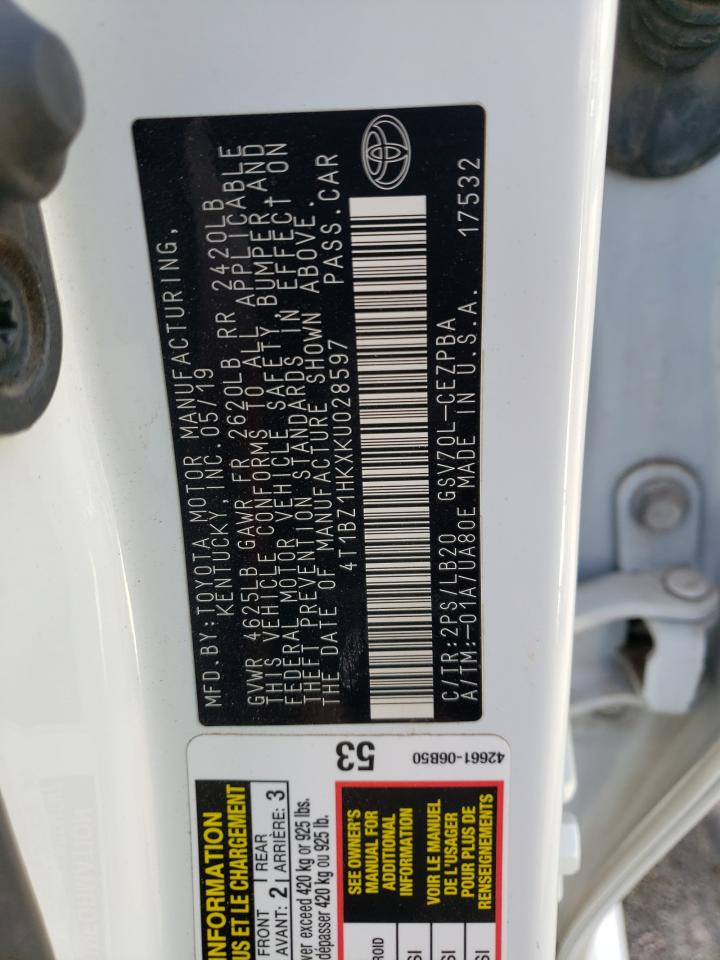 MFD.BY:TOYOTA MOTOR MANUFACTURING,
KENTUCKY, INC. 05/19
GVWR 4625LB GAWR FR 2620LB RR 2420LB
THIS VEHICLE CONFORMS TO ALL APPLICABLE
FEDERAL MOTOR VEHICLE SAFETY, BUMPER AND
THEFT PREVENTION STANDARDS IN EFFECT ON
THE DATE OF MANUFACTURE SHOWN ABOVE.
4T1BZ1HKXKU028597 PASS.CAR
C/TR:2PS/LB20 GSV70L-CEZPBA
A/TM:-01A/UA80E MADE IN U.S.A. 17532
53
42661-06B50
INFORMATION
US ET LE CHARGEMENT
FRONT 2 REAR 3
AVANT: ARRIÈRE:
ver exceed 420 kg or 925 lbs.
dépasser 420 kg ou 925 lb.
SEE OWNER'S
MANUAL FOR
ADDITIONAL
INFORMATION
VOIR LE MANUEL
DE L'USAGER
POUR PLUS DE
RENSEIGNEMENTS
ROID
SI
SI
SI